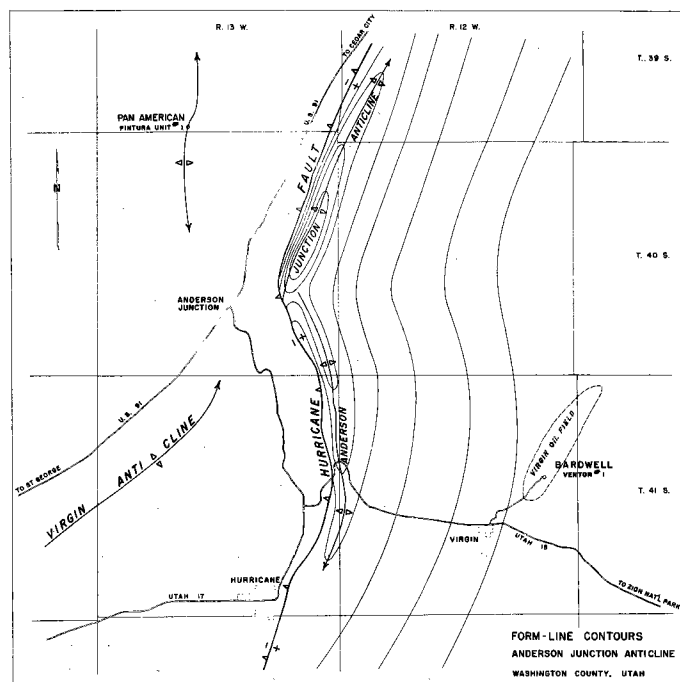 R. 13 W.
R. 12 W.
TO CEDAR CITY
T. 39 S.
U. S. 91
PAN AMERICAN
PINTURA UNIT # 1
ANTICLINE
FAULT
N
JUNCTION
T. 40 S.
ANDERSON
JUNCTION
U. S. 91
HURRICANE
ANDERSON
VIRGIN OIL FIELD
VIRGIN ANTICLINE
TO ST GEORGE
BARDWELL
VENTOR # 1
T. 41 S.
VIRGIN
UTAH 15
HURRICANE
UTAH 17
TO ZION NAT'L PARK
FORM-LINE CONTOURS
ANDERSON JUNCTION ANTICLINE
WASHINGTON COUNTY, UTAH